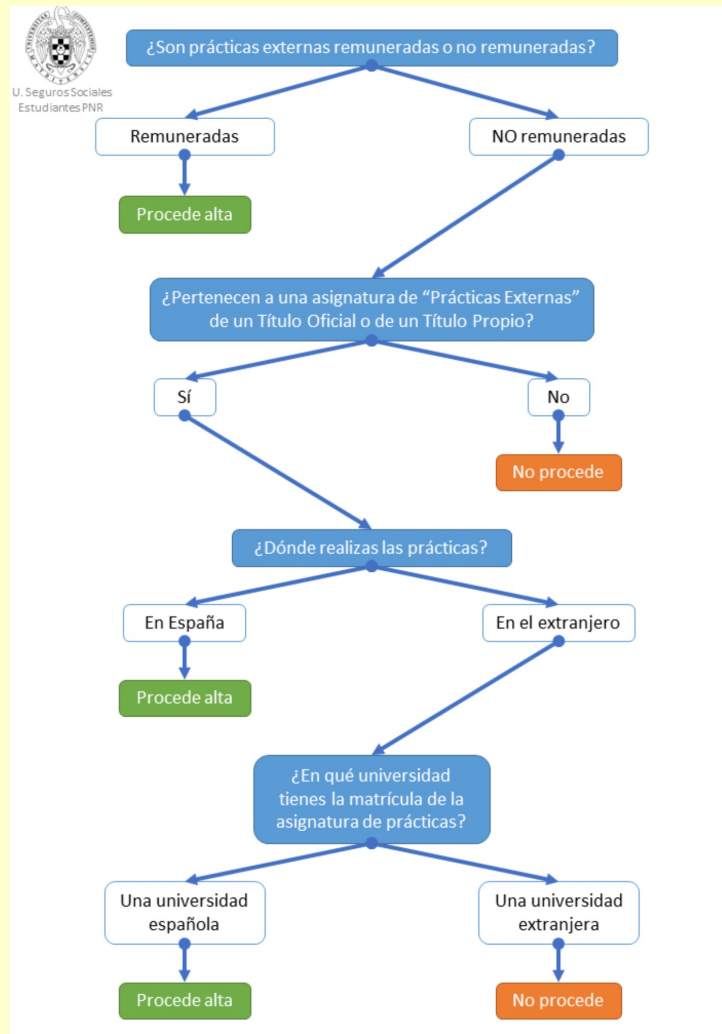 ¿Son prácticas externas remuneradas o no remuneradas?
U. Seguros Sociales
Estudiantes PNR
Remuneradas
NO remuneradas
Procede alta
¿Pertenecen a una asignatura de “Prácticas Externas”
de un Título Oficial o de un Título Propio?
Sí
No
No procede
¿Dónde realizas las prácticas?
En España
En el extranjero
Procede alta
¿En qué universidad
tienes la matrícula de la
asignatura de prácticas?
Una universidad
española
Una universidad
extranjera
Procede alta
No procede